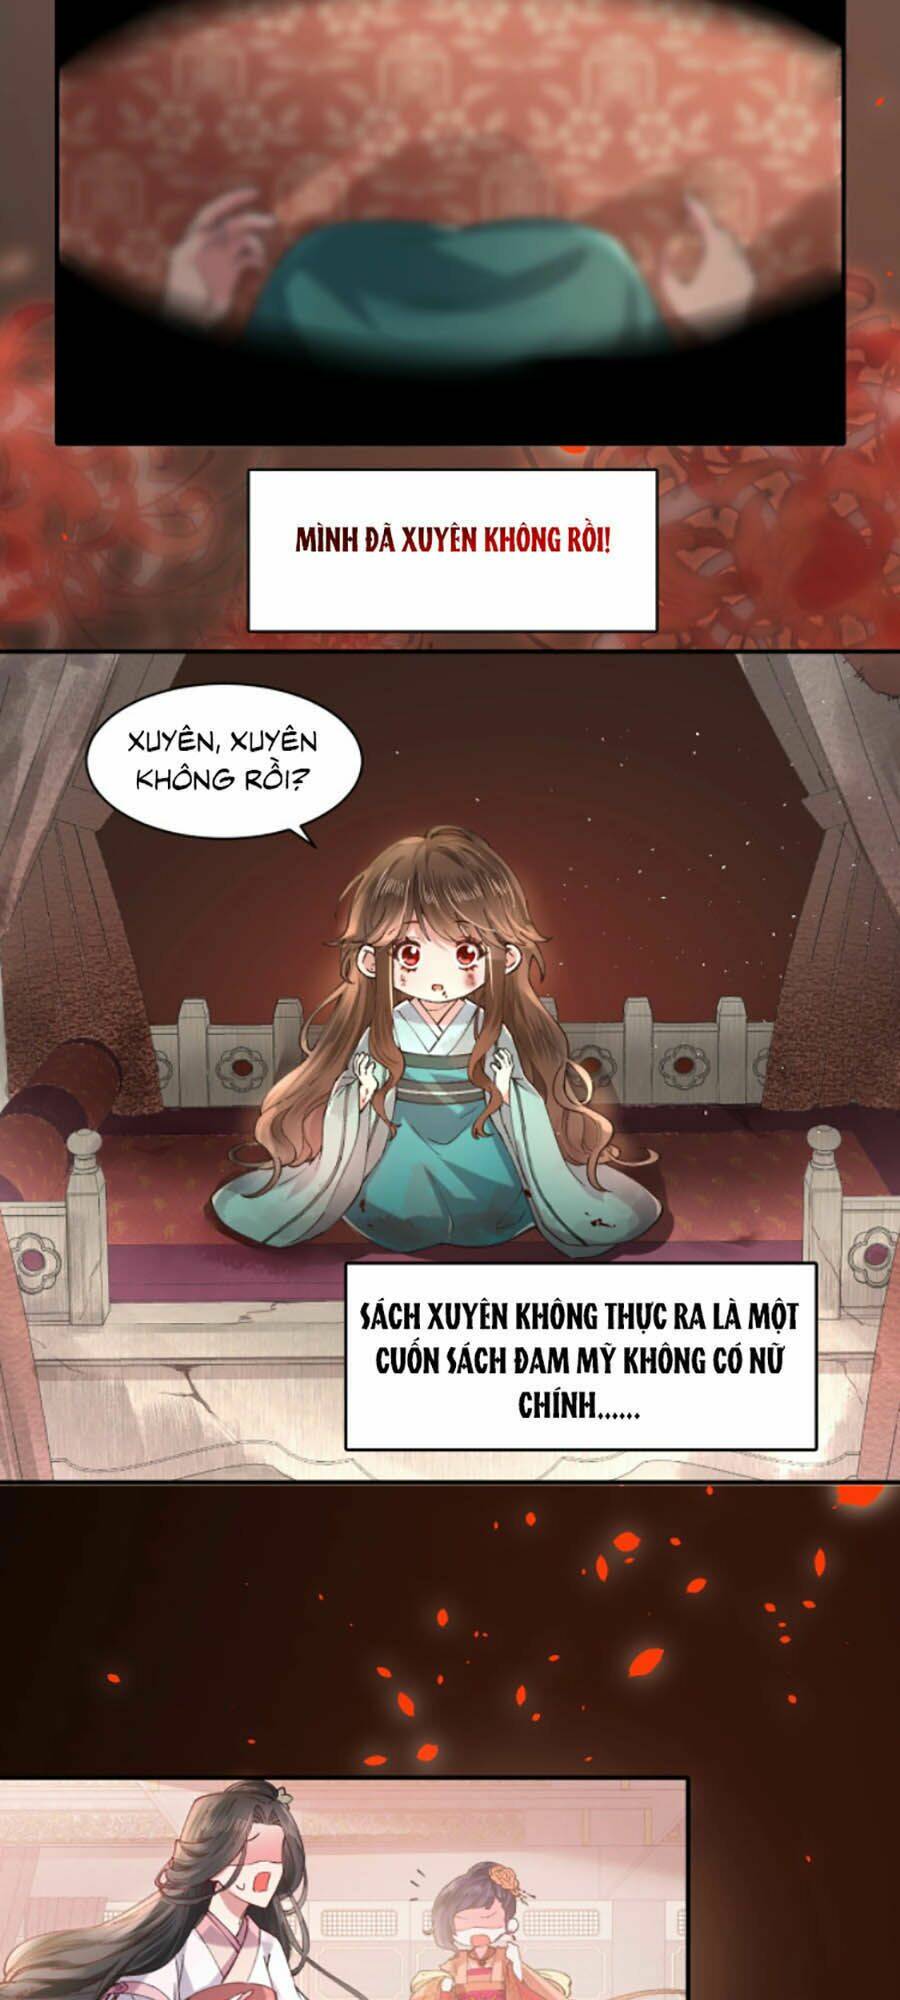 MÌNH ĐÃ XUYÊN KHÔNG RỒI!
XUYÊN, XUYÊN
KHÔNG RỒI?
SÁCH XUYÊN KHÔNG THỰC RA LÀ MỘT
CUỐN SÁCH ĐAM MỸ KHÔNG CÓ NỮ
CHÍNH......